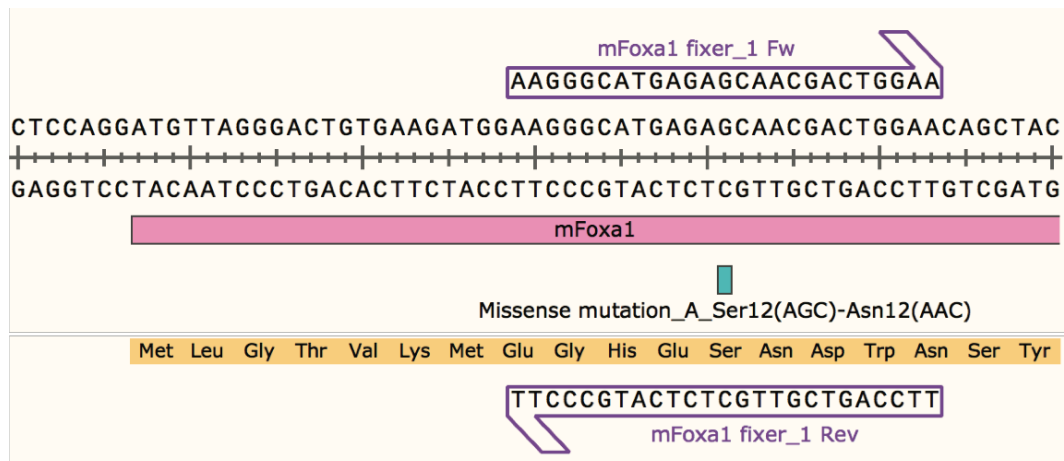 mFoxa1 fixer_1 Fw
AAGGGCATGAGAGCAACGACTGGAA
CTCCAGGATGTTAGGGACTGTGAAGATGGAAGGGCATGAGAGCAACGACTGGAACAGCTAC
GAGGTCCTACAATCCCTGACACTTCTACCTTCCCGTACTCTCGTTGCTGACCTTGTCGATG
mFoxa1
Missense mutation_A_Ser12(AGC)-Asn12(AAC)
Met Leu Gly Thr Val Lys Met Glu Gly His Glu Ser Asn Asp Trp Asn Ser Tyr
TTCCCGTACTCTCGTTGCTGACCTT
mFoxa1 fixer_1 Rev